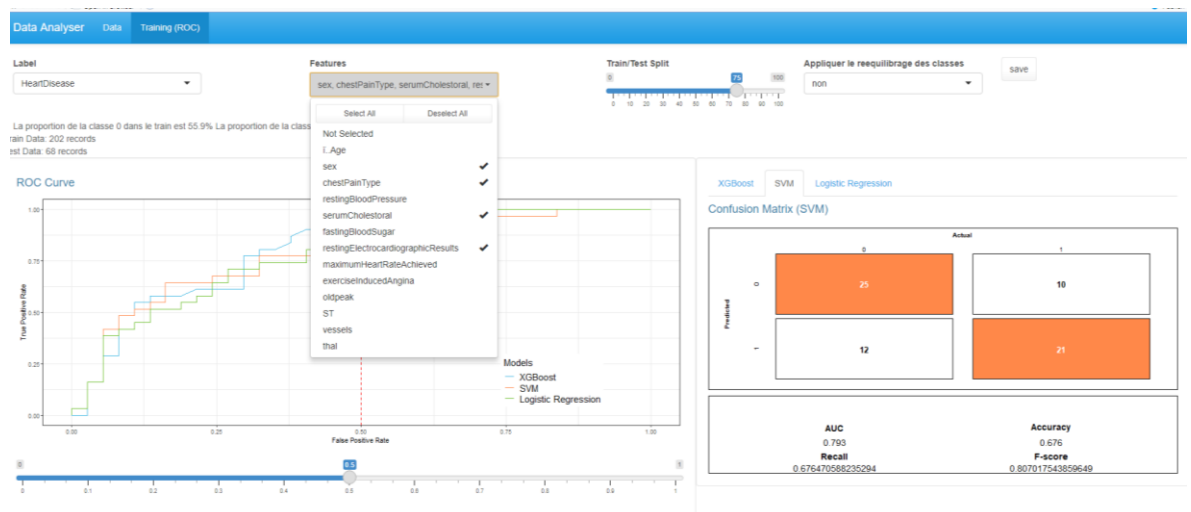 Data Analyser Data Training (ROC)
Label
HeartDisease
Features
sex, chestPainType, serumCholestoral, res
Select All Deselect All
Not Selected
ï..Age
sex
chestPainType
restingBloodPressure
serumCholestoral
fastingBloodSugar
restingElectrocardiographicResults
maximumHeartRateAchieved
exerciseInducedAngina
oldpeak
ST
vessels
thal
Train/Test Split
0 75 100
0 10 20 30 40 50 60 70 80 90 100
Appliquer le reequilibrage des classes
non
save
La proportion de la classe 0 dans le train est 55.9% La proportion de la class
rain Data: 202 records
est Data: 68 records
ROC Curve
True Positive Rate
1.00
0.75
0.50
0.25
0.00
0.00 0.25 0.50 0.75 1.00
False Positive Rate
Models
XGBoost
SVM
Logistic Regression
0 0.5 1
0 0.1 0.2 0.3 0.4 0.5 0.6 0.7 0.8 0.9 1
XGBoost SVM Logistic Regression
Confusion Matrix (SVM)
Actual
0 1
Predicted
0 25 10
1 12 21
AUC Accuracy
0.793 0.676
Recall F-score
0.676470588235294 0.807017543859649